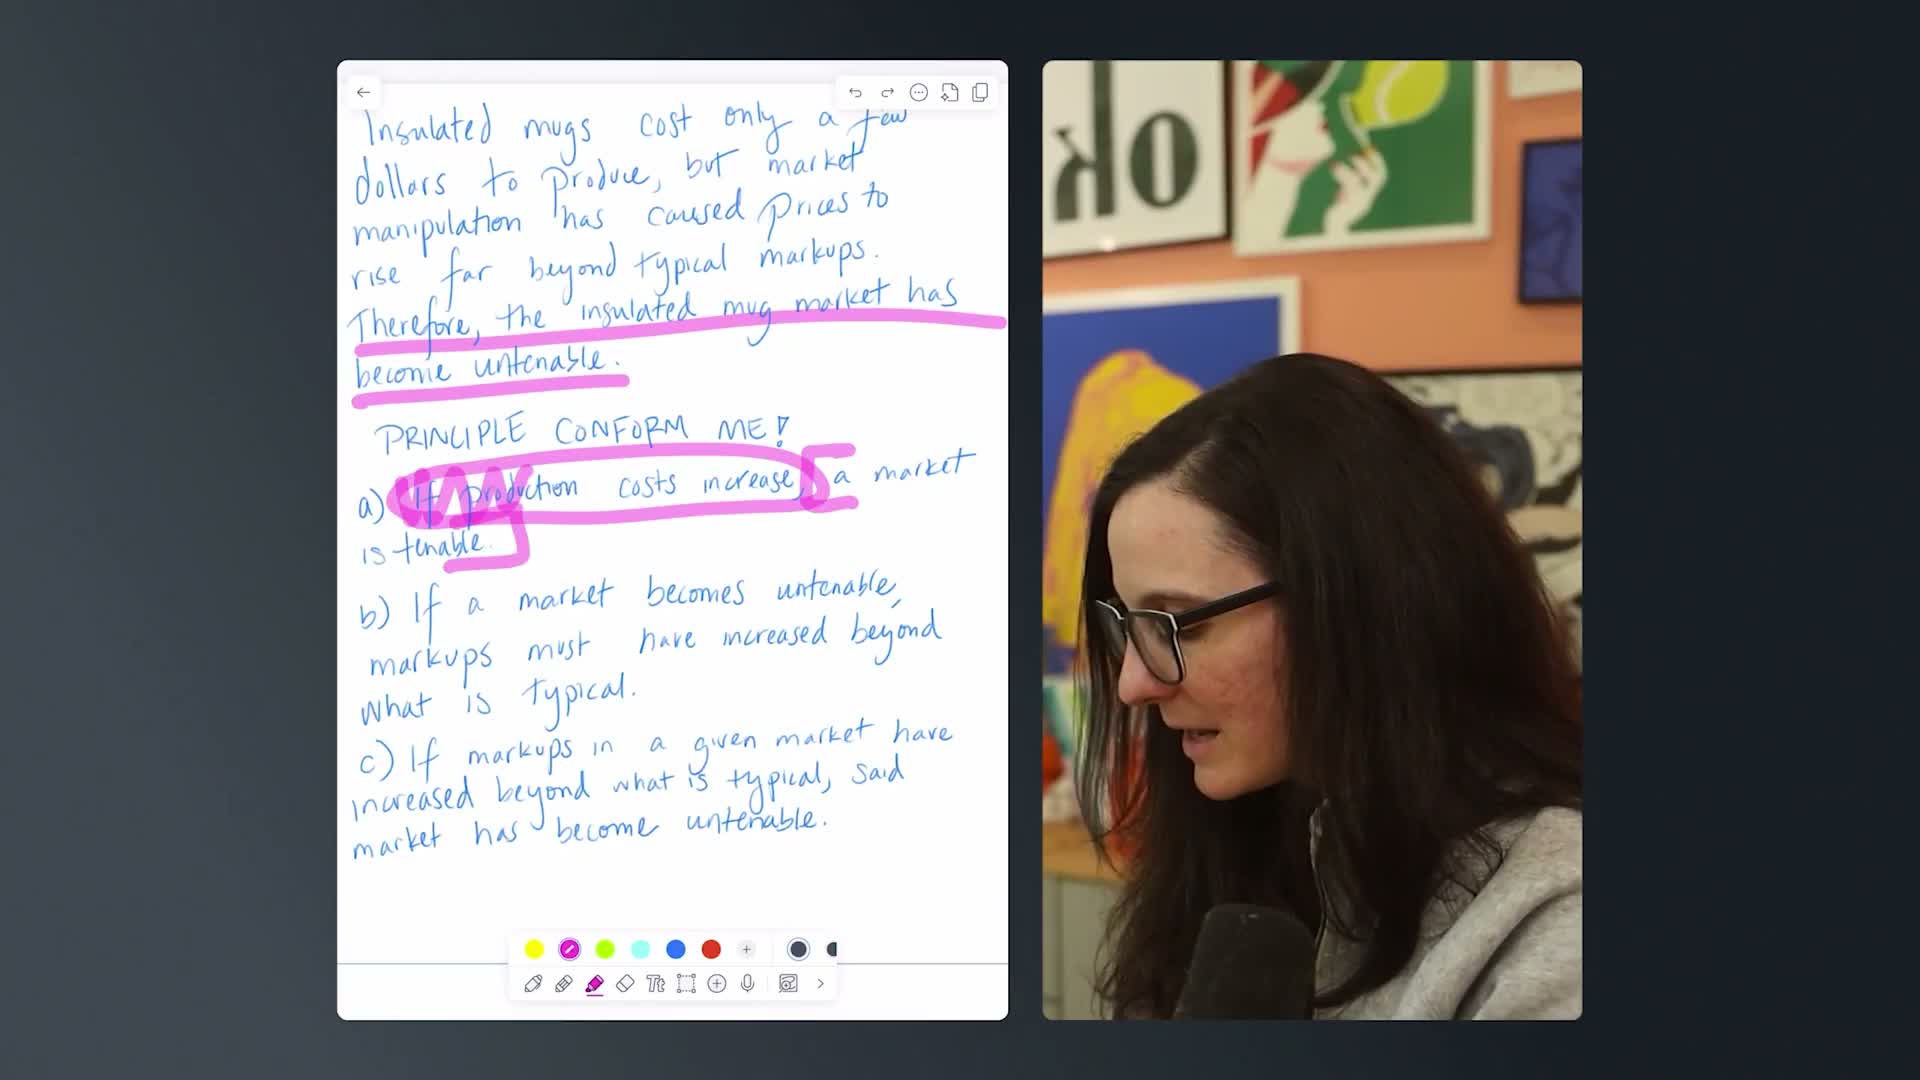 Insulated mugs cost only a few
dollars to produce, but market
manipulation has caused prices to
rise far beyond typical markups.
Therefore, the insulated mug market has
become untenable.
PRINCIPLE CONFORM ME!
a) If production costs increase, a market
is tenable.
b) If a market becomes untenable,
markups must have increased beyond
what is typical.
c) If markups in a given market have
increased beyond what is typical, said
market has become untenable.
Tt
ok